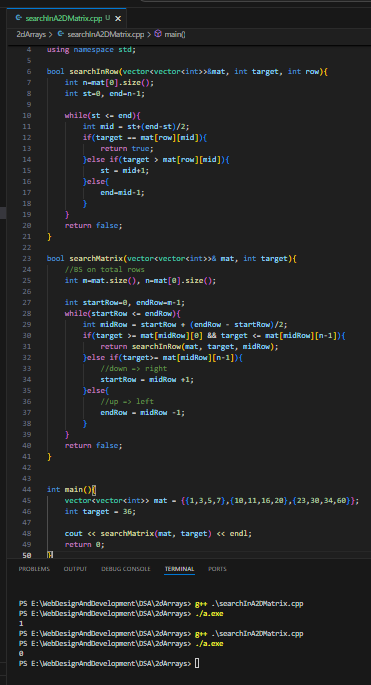 searchInA2DMatrix.cpp U
2dArrays > searchInA2DMatrix.cpp > main()
4 using namespace std;
5
6 bool searchInRow(vector<vector<int>>&mat, int target, int row){
7 int n=mat[0].size();
8 int st=0, end=n-1;
9
10
11 while(st <= end){
11 int mid = st+(end-st)/2;
12 if(target == mat[row][mid]){
13 return true;
14 }else if(target > mat[row][mid]){
15 st = mid+1;
16 }else{
17 end=mid-1;
18 }
19 }
20 return false;
21 }
22
23 bool searchMatrix(vector<vector<int>>& mat, int target){
24 //BS on total rows
25 int m=mat.size(), n=mat[0].size();
26
27 int startRow=0, endRow=m-1;
28 while(startRow <= endRow){
29 int midRow = startRow + (endRow - startRow)/2;
30 if(target >= mat[midRow][0] && target <= mat[midRow][n-1]){
31 return searchInRow(mat, target, midRow);
32 }else if(target>= mat[midRow][n-1]){
33 //down => right
34 startRow = midRow +1;
35 }else{
36 //up => left
37 endRow = midRow -1;
38 }
39 }
40 return false;
41 }
42
43
44 int main(){
45 vector<vector<int>> mat = {{1,3,5,7},{10,11,16,20},{23,30,34,60}};
46 int target = 36;
47
48 cout << searchMatrix(mat, target) << endl;
49 return 0;
50 }
PROBLEMS OUTPUT DEBUG CONSOLE TERMINAL PORTS
PS E:\WebDesignAndDevelopment\DSA\2dArrays> g++ .\searchInA2DMatrix.cpp
PS E:\WebDesignAndDevelopment\DSA\2dArrays> ./a.exe
1
PS E:\WebDesignAndDevelopment\DSA\2dArrays> g++ .\searchInA2DMatrix.cpp
PS E:\WebDesignAndDevelopment\DSA\2dArrays> ./a.exe
0
PS E:\WebDesignAndDevelopment\DSA\2dArrays>